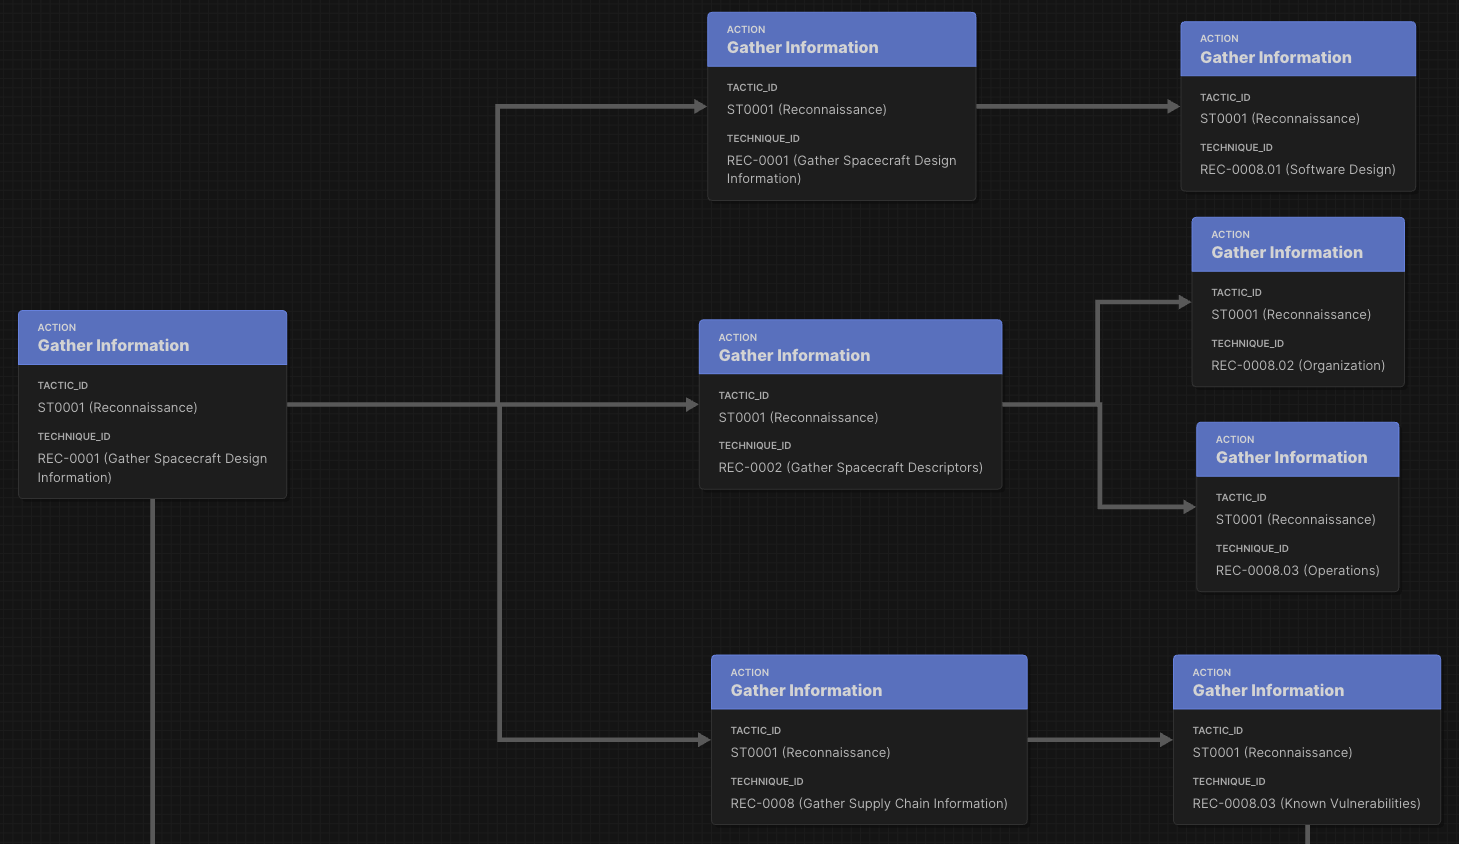 ACTION
Gather Information
TACTIC_ID
ST0001 (Reconnaissance)
TECHNIQUE_ID
REC-0001 (Gather Spacecraft Design
Information)
ACTION
Gather Information
TACTIC_ID
ST0001 (Reconnaissance)
TECHNIQUE_ID
REC-0001 (Gather Spacecraft Design
Information)
ACTION
Gather Information
TACTIC_ID
ST0001 (Reconnaissance)
TECHNIQUE_ID
REC-0008.01 (Software Design)
ACTION
Gather Information
TACTIC_ID
ST0001 (Reconnaissance)
TECHNIQUE_ID
REC-0002 (Gather Spacecraft Descriptors)
ACTION
Gather Information
TACTIC_ID
ST0001 (Reconnaissance)
TECHNIQUE_ID
REC-0008.02 (Organization)
ACTION
Gather Information
TACTIC_ID
ST0001 (Reconnaissance)
TECHNIQUE_ID
REC-0008.03 (Operations)
ACTION
Gather Information
TACTIC_ID
ST0001 (Reconnaissance)
TECHNIQUE_ID
REC-0008 (Gather Supply Chain Information)
ACTION
Gather Information
TACTIC_ID
ST0001 (Reconnaissance)
TECHNIQUE_ID
REC-0008.03 (Known Vulnerabilities)